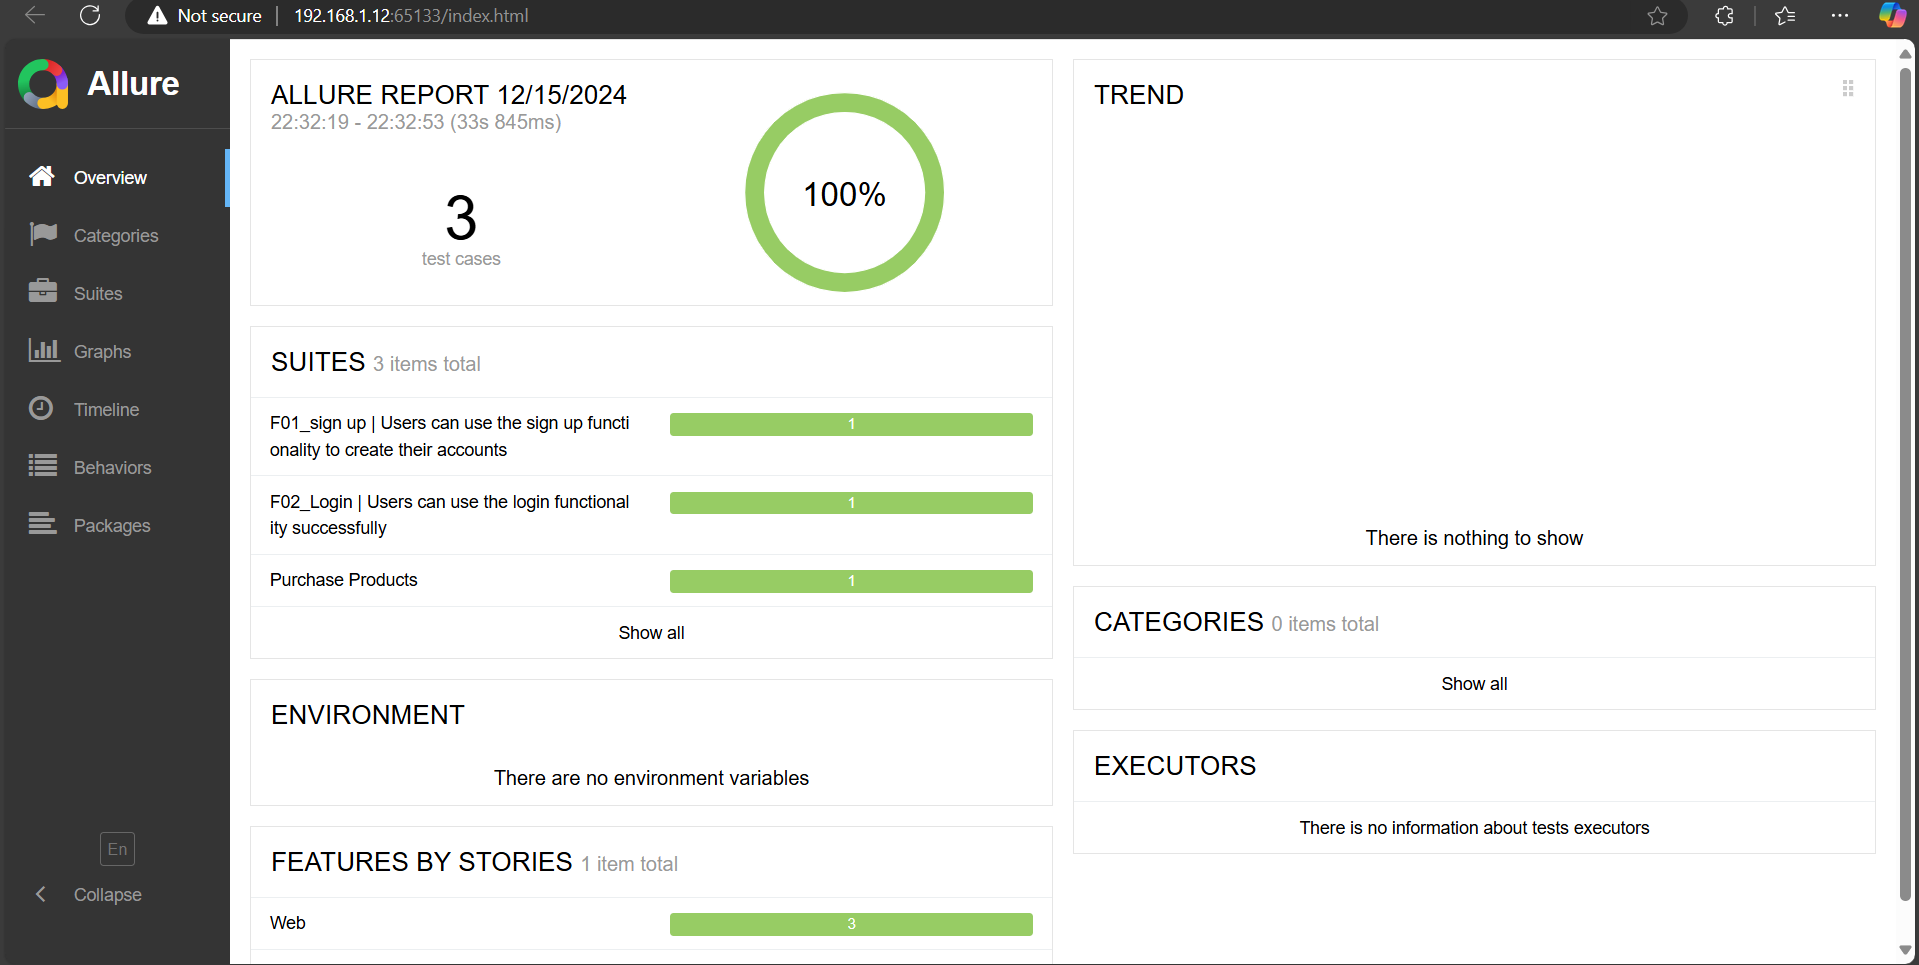 Not secure
192.168.1.12:65133/index.html
Allure
Overview
Categories
Suites
Graphs
Timeline
Behaviors
Packages
En
Collapse
ALLURE REPORT 12/15/2024
22:32:19 - 22:32:53 (33s 845ms)
3
test cases
100%
SUITES 3 items total
F01_sign up | Users can use the sign up functi
onality to create their accounts
1
F02_Login | Users can use the login functional
ity successfully
1
Purchase Products
1
Show all
ENVIRONMENT
There are no environment variables
FEATURES BY STORIES 1 item total
Web
3
TREND
There is nothing to show
CATEGORIES 0 items total
Show all
EXECUTORS
There is no information about tests executors